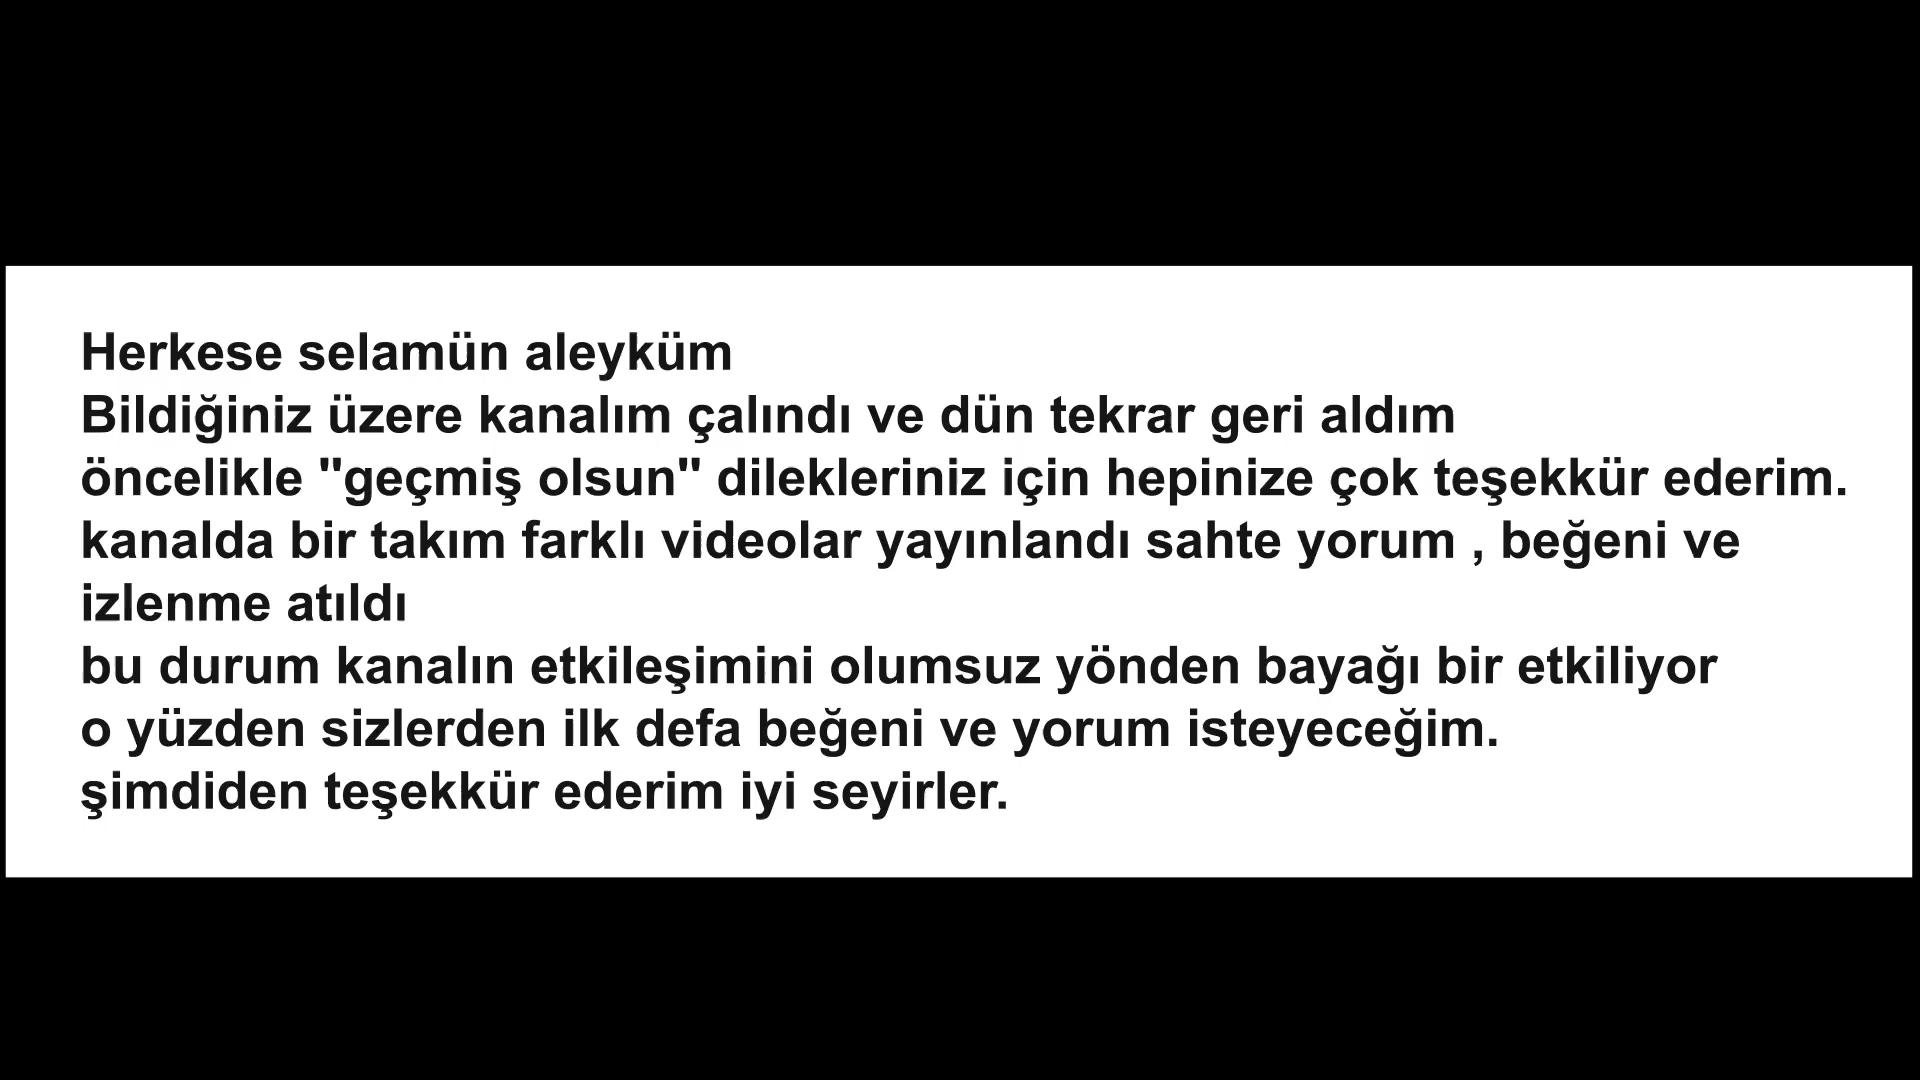 Herkese selamün aleyküm
Bildiğiniz üzere kanalım çalındı ve dün tekrar geri aldım
öncelikle "geçmiş olsun" dilekleriniz için hepinize çok teşekkür ederim.
kanalda bir takım farklı videolar yayınlandı sahte yorum , beğeni ve
izlenme atıldı
bu durum kanalın etkileşimini olumsuz yönden bayağı bir etkiliyor
o yüzden sizlerden ilk defa beğeni ve yorum isteyeceğim.
şimdiden teşekkür ederim iyi seyirler.